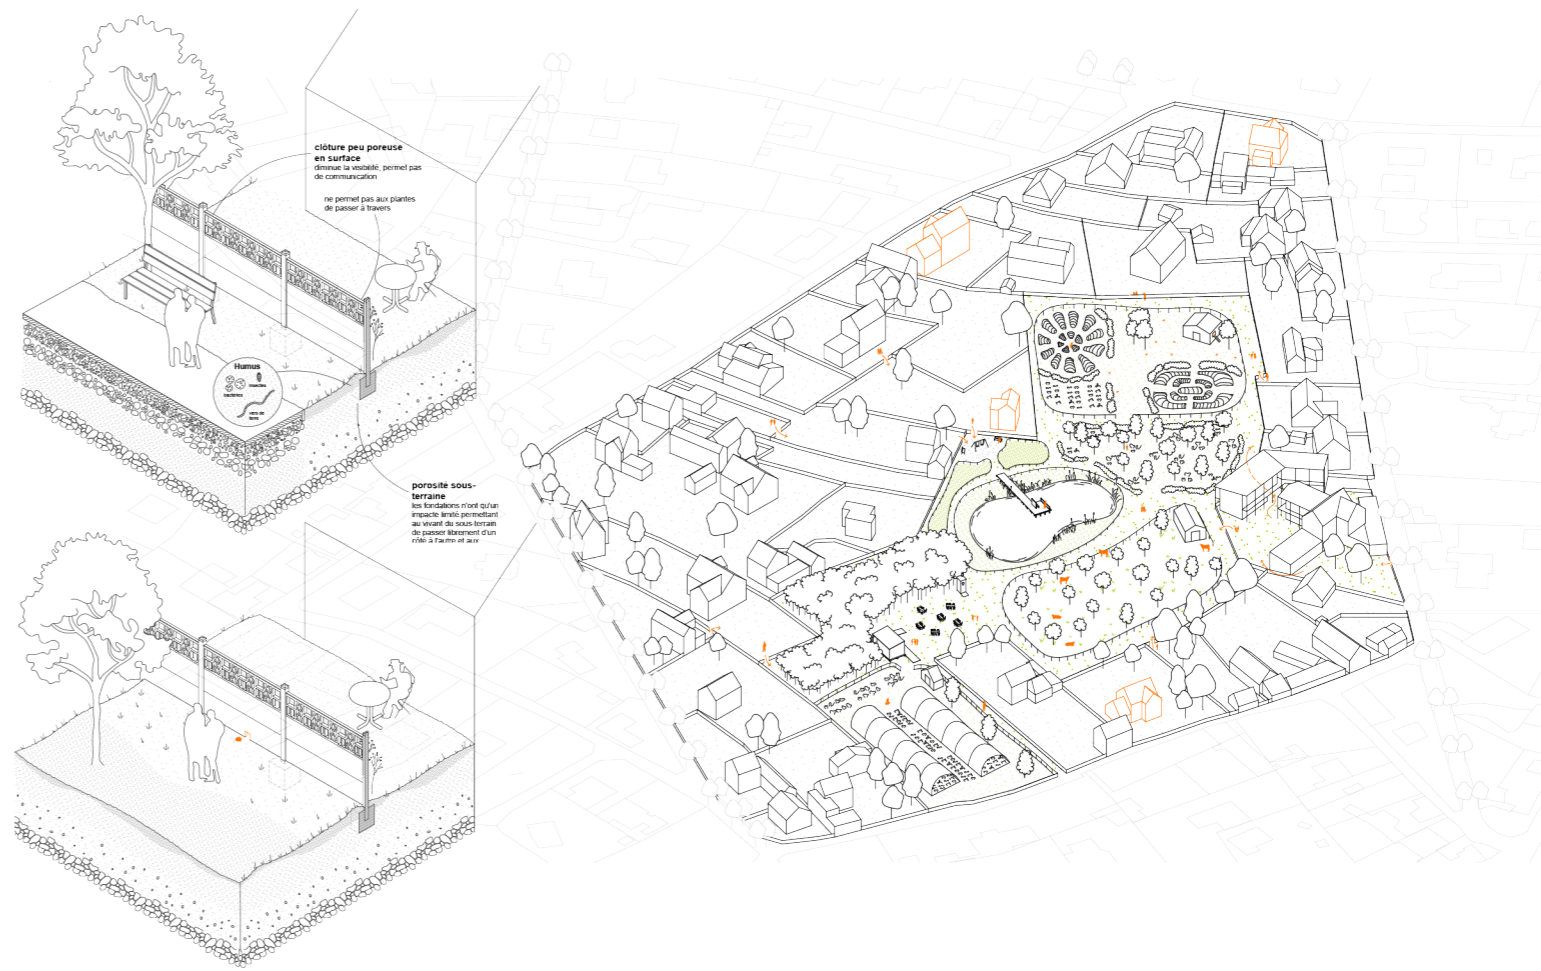 clôture peu poreuse
en surface
diminue la visibilité, permet pas
de communication
ne permet pas aux plantes
de passer à travers
Humus
insectes
bactéries
vers de
terre
porosité sous-
terraine
les fondations n'ont qu'un
impacte limité permettant
au vivant du sous-terrain
de passer librement d'un
côté à l'autre et aux